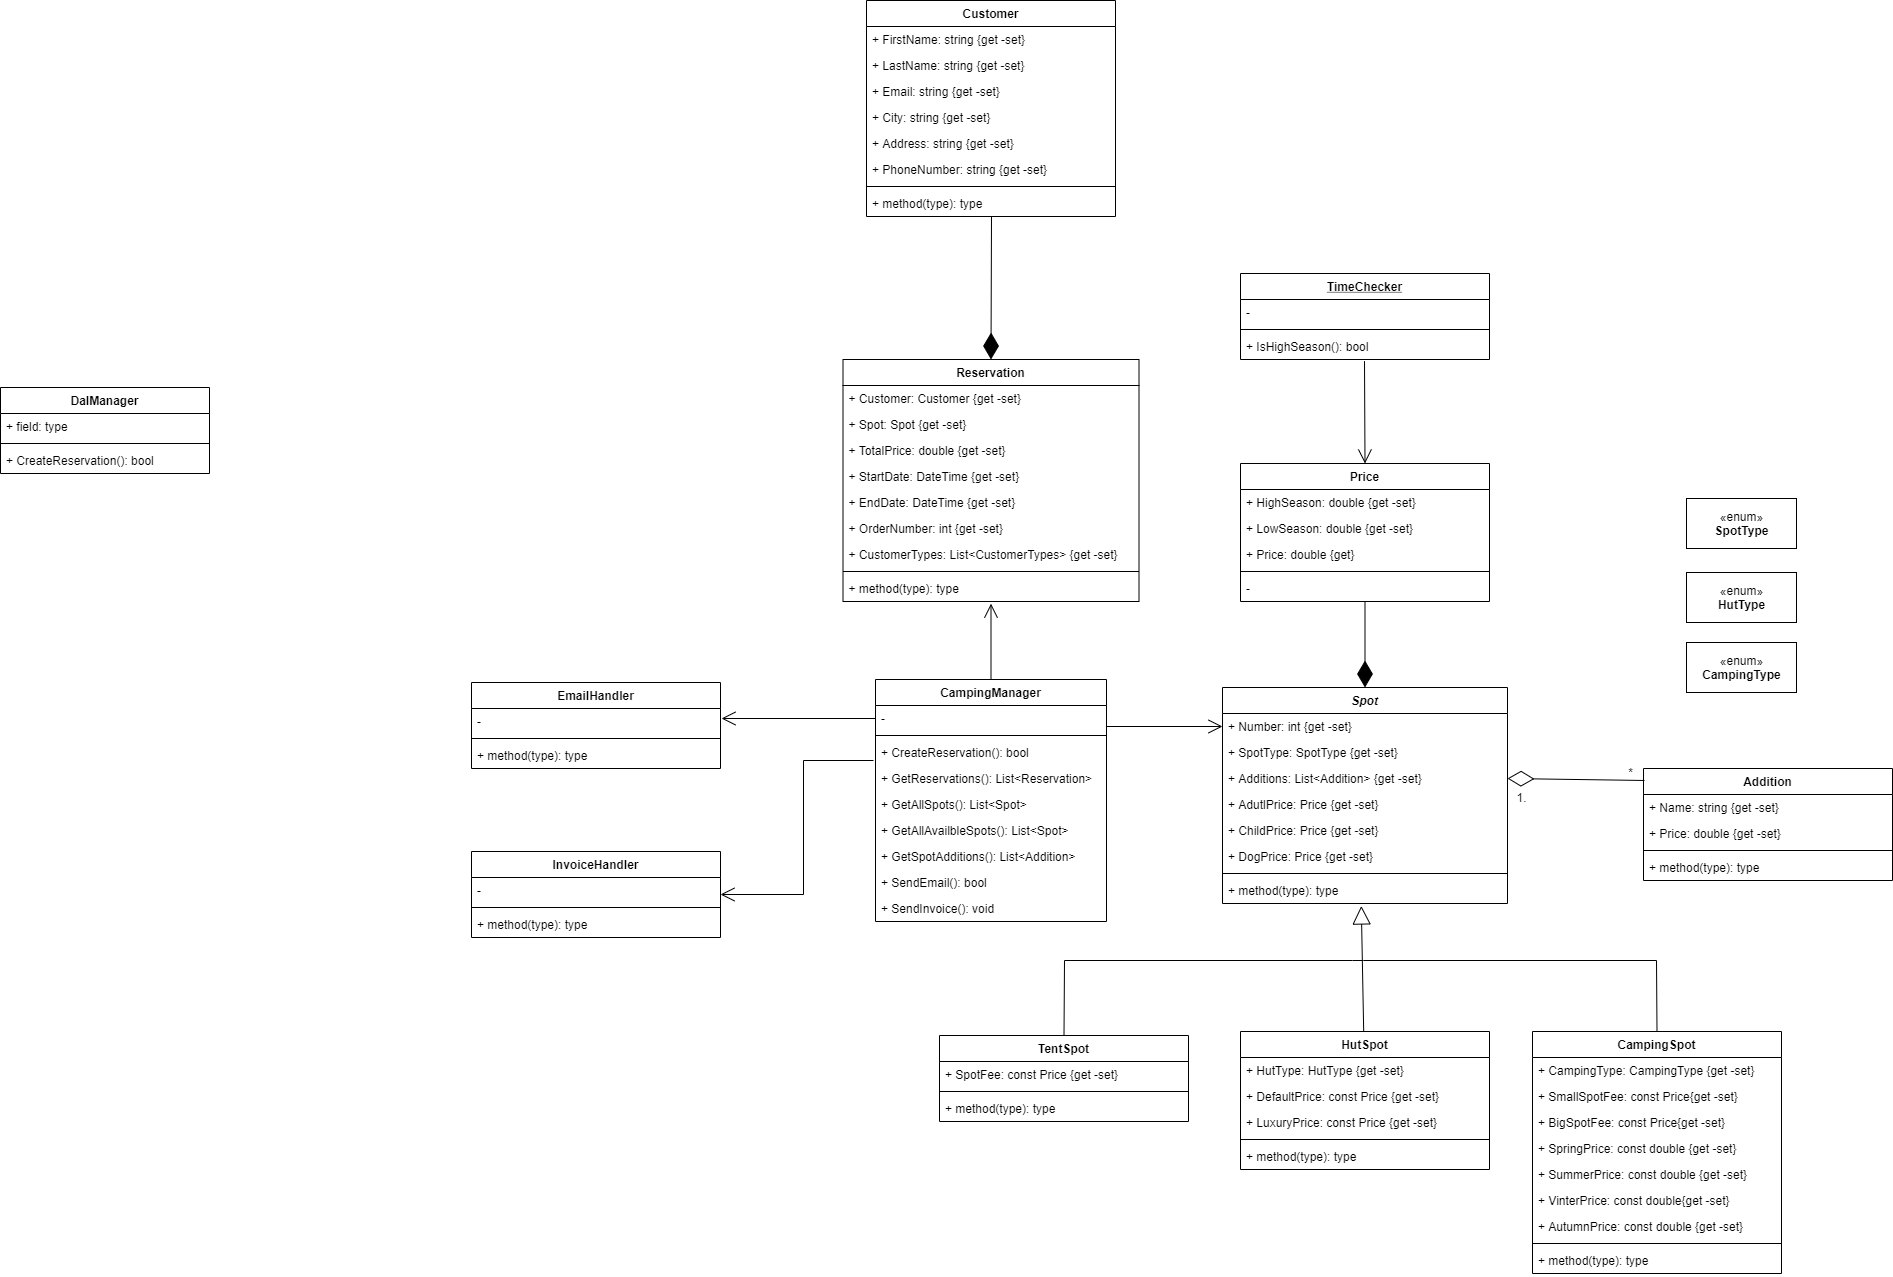 Customer
+ FirstName: string {get -set}
+ LastName: string {get -set}
+ Email: string {get -set}
+ City: string {get -set}
+ Address: string {get -set}
+ PhoneNumber: string {get -set}
+ method(type): type
TimeChecker
-
+ IsHighSeason(): bool
Reservation
+ Customer: Customer {get -set}
+ Spot: Spot {get -set}
+ TotalPrice: double {get -set}
+ StartDate: DateTime {get -set}
+ EndDate: DateTime {get -set}
+ OrderNumber: int {get -set}
+ CustomerTypes: List<CustomerTypes> {get -set}
+ method(type): type
DalManager
+ field: type
+ CreateReservation(): bool
Price
+ HighSeason: double {get -set}
+ LowSeason: double {get -set}
+ Price: double {get}
-
«enum»
SpotType
«enum»
HutType
«enum»
CampingType
EmailHandler
-
+ method(type): type
CampingManager
-
+ CreateReservation(): bool
+ GetReservations(): List<Reservation>
+ GetAllSpots(): List<Spot>
+ GetAllAvailbleSpots(): List<Spot>
+ GetSpotAdditions(): List<Addition>
+ SendEmail(): bool
+ SendInvoice(): void
Spot
+ Number: int {get -set}
+ SpotType: SpotType {get -set}
+ Additions: List<Addition> {get -set}
+ AdutlPrice: Price {get -set}
+ ChildPrice: Price {get -set}
+ DogPrice: Price {get -set}
+ method(type): type
1.
*
Addition
+ Name: string {get -set}
+ Price: double {get -set}
+ method(type): type
InvoiceHandler
-
+ method(type): type
TentSpot
+ SpotFee: const Price {get -set}
+ method(type): type
HutSpot
+ HutType: HutType {get -set}
+ DefaultPrice: const Price {get -set}
+ LuxuryPrice: const Price {get -set}
+ method(type): type
CampingSpot
+ CampingType: CampingType {get -set}
+ SmallSpotFee: const Price{get -set}
+ BigSpotFee: const Price{get -set}
+ SpringPrice: const double {get -set}
+ SummerPrice: const double {get -set}
+ VinterPrice: const double{get -set}
+ AutumnPrice: const double {get -set}
+ method(type): type